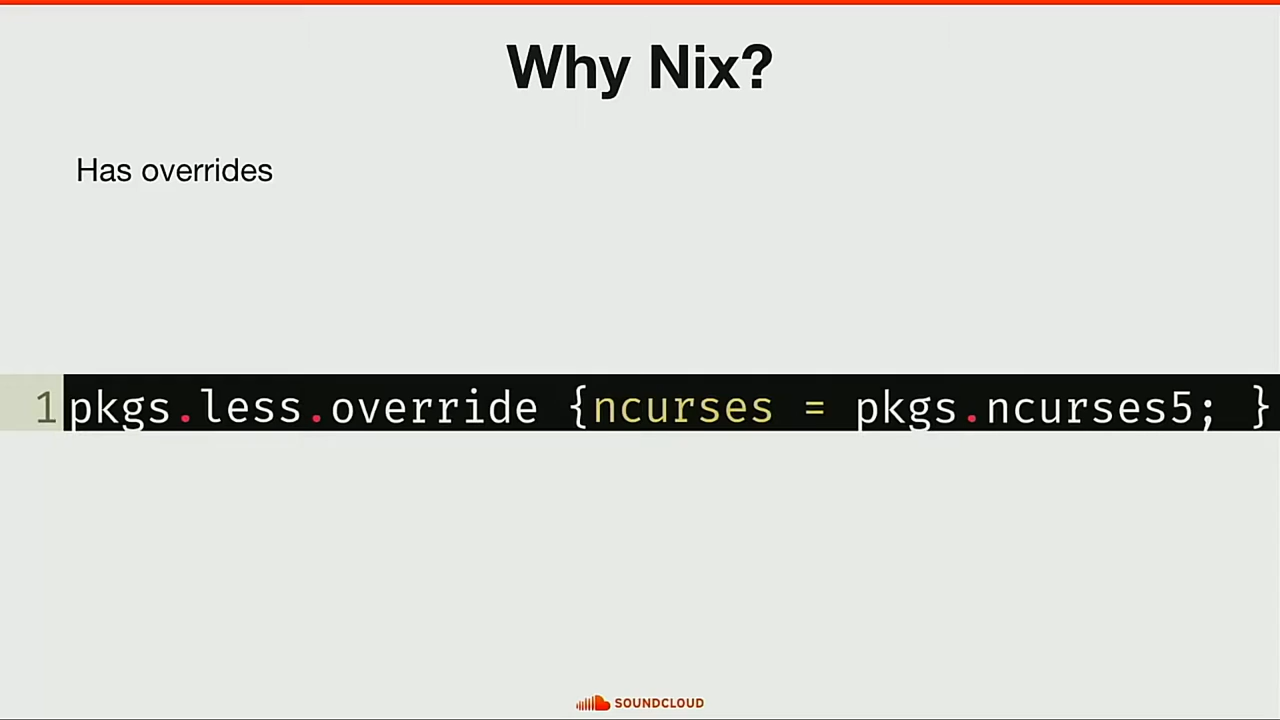 Why Nix?
Has overrides
1 pkgs.less.override {ncurses = pkgs.ncurses5; }
SOUNDCLOUD